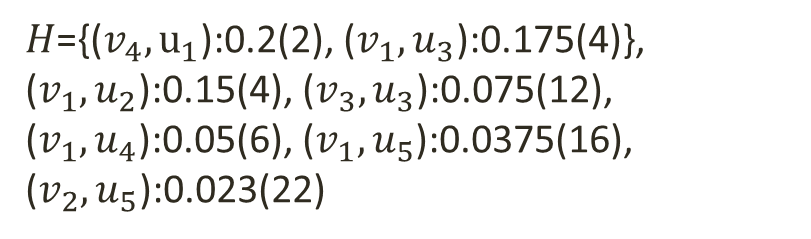 H={(v₄,u₁):0.2(2), (v₁,u₃):0.175(4)},
(v₁,u₂):0.15(4), (v₃,u₃):0.075(12),
(v₁,u₄):0.05(6), (v₁,u₅):0.0375(16),
(v₂,u₅):0.023(22)